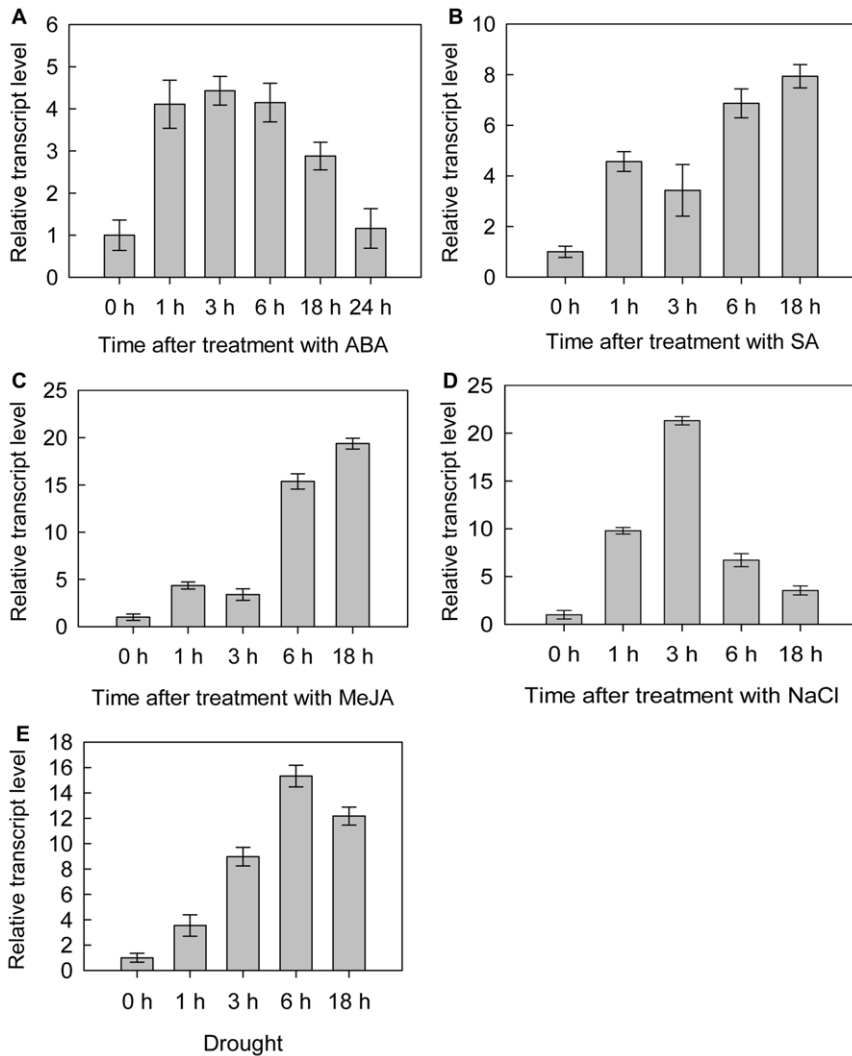 A
Relative transcript level
6
5
4
3
2
1
0
0 h 1 h 3 h 6 h 18 h 24 h
Time after treatment with ABA
B
Relative transcript level
10
8
6
4
2
0
0 h 1 h 3 h 6 h 18 h
Time after treatment with SA
C
Relative transcript level
25
20
15
10
5
0
0 h 1 h 3 h 6 h 18 h
Time after treatment with MeJA
D
Relative transcript level
25
20
15
10
5
0
0 h 1 h 3 h 6 h 18 h
Time after treatment with NaCl
E
Relative transcript level
18
16
14
12
10
8
6
4
2
0
0 h 1 h 3 h 6 h 18 h
Drought